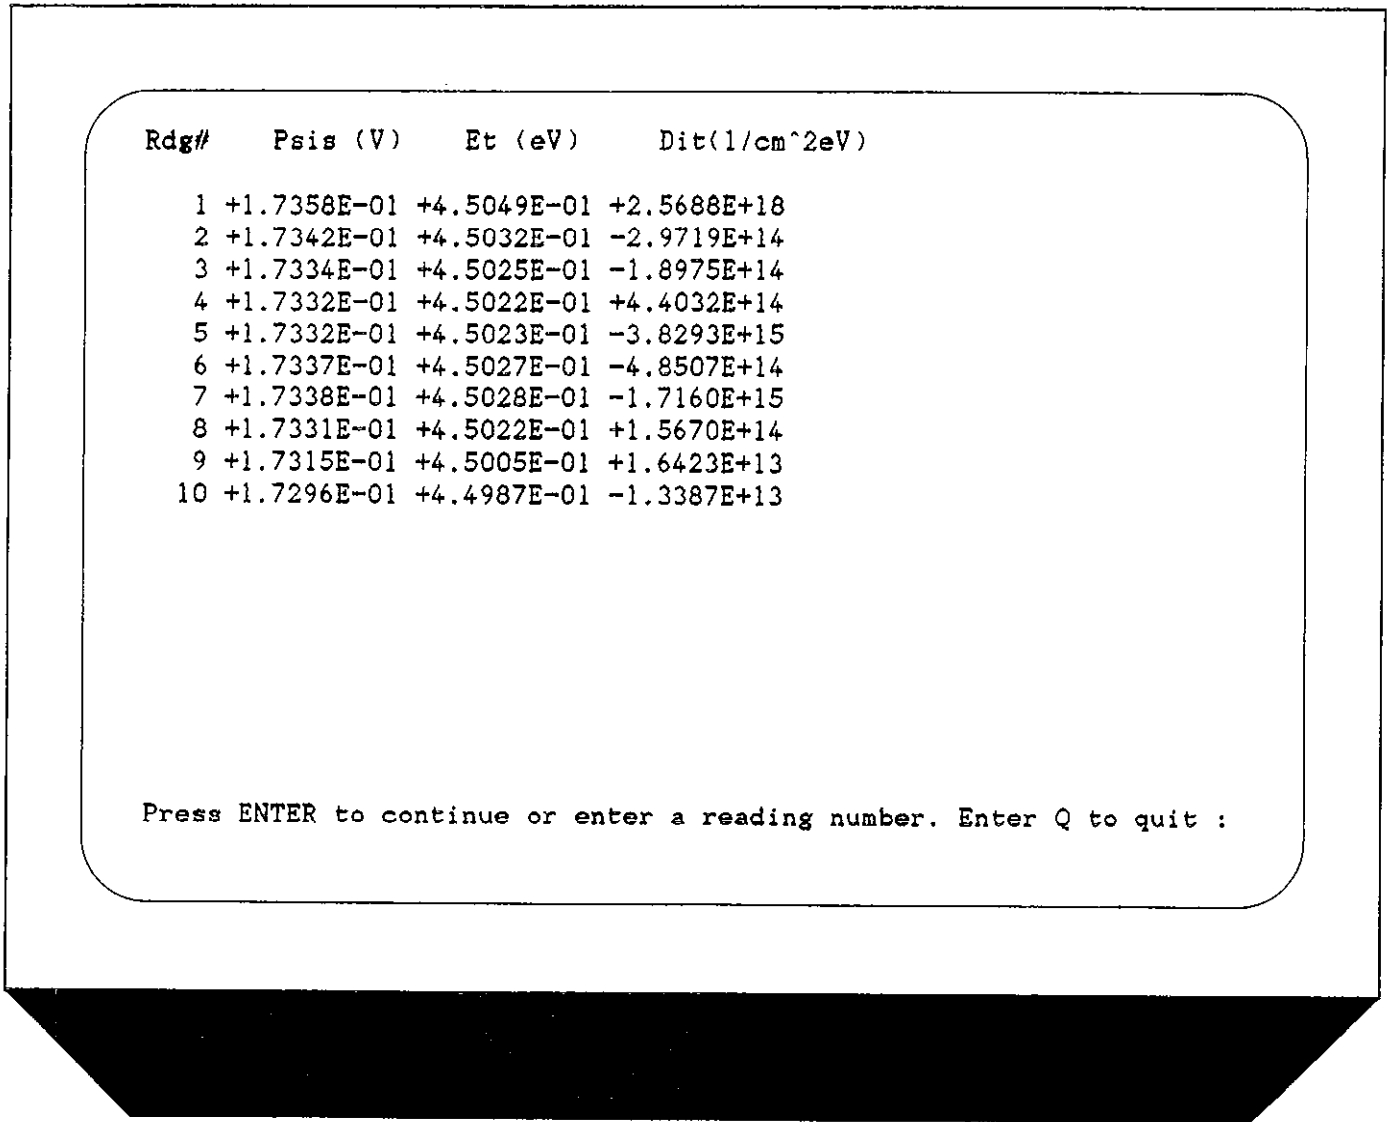 Rdg#    Psis (V)    Et (eV)     Dit(1/cm^2eV)
1 +1.7358E-01 +4.5049E-01 +2.5688E+18
2 +1.7342E-01 +4.5032E-01 -2.9719E+14
3 +1.7334E-01 +4.5025E-01 -1.8975E+14
4 +1.7332E-01 +4.5022E-01 +4.4032E+14
5 +1.7332E-01 +4.5023E-01 -3.8293E+15
6 +1.7337E-01 +4.5027E-01 -4.8507E+14
7 +1.7338E-01 +4.5028E-01 -1.7160E+15
8 +1.7331E-01 +4.5022E-01 +1.5670E+14
9 +1.7315E-01 +4.5005E-01 +1.6423E+13
10 +1.7296E-01 +4.4987E-01 -1.3387E+13
Press ENTER to continue or enter a reading number. Enter Q to quit :